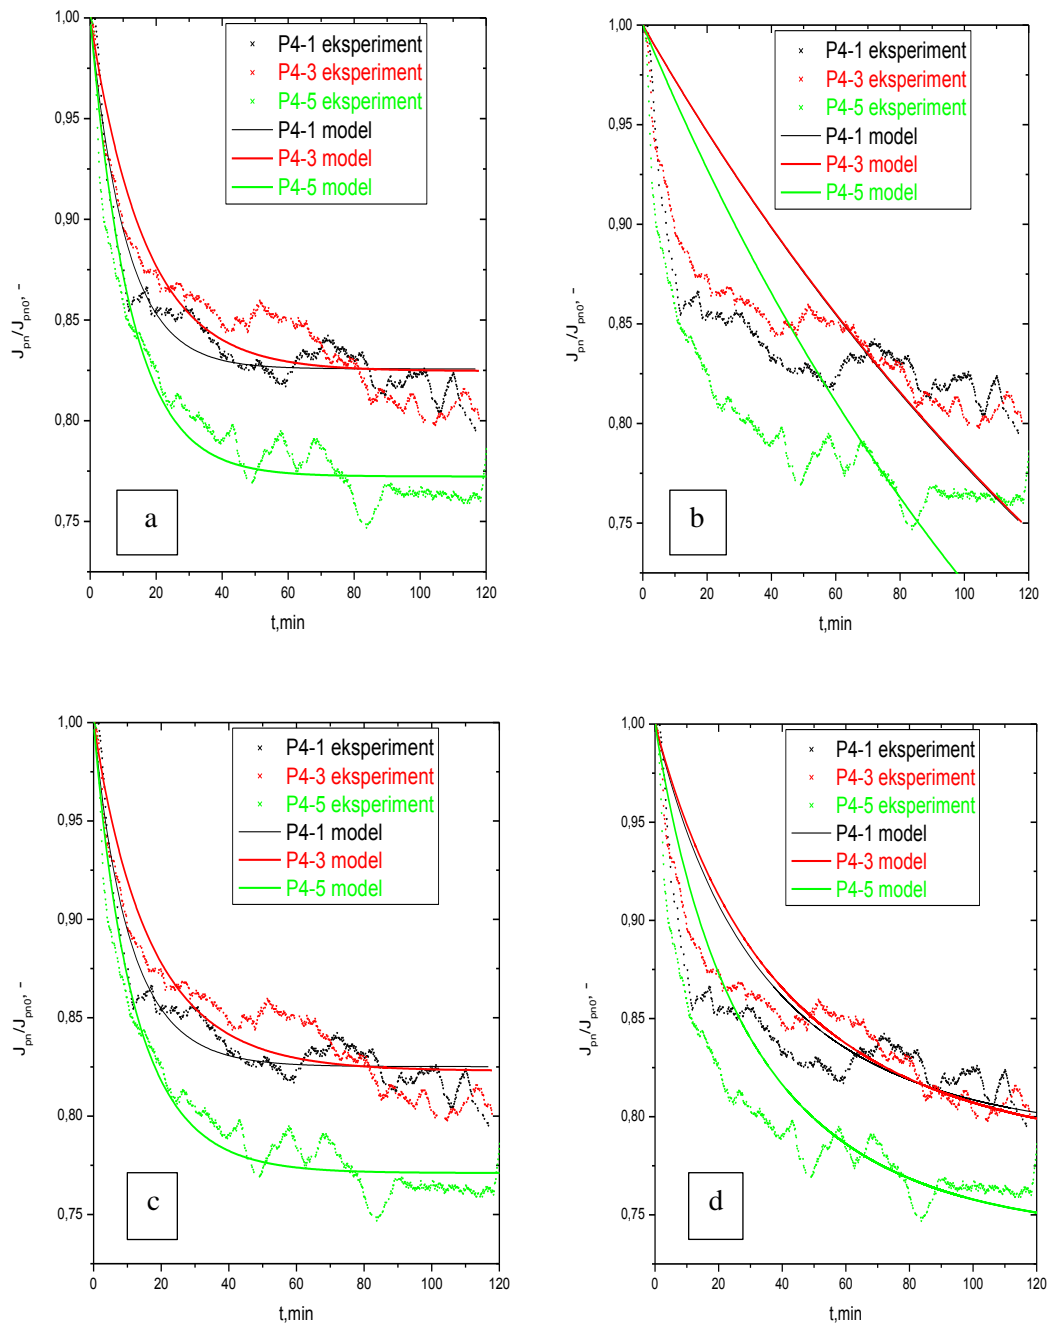 1,00
0,95
0,90
0,85
0,80
0,75
J_pn/J_pn0, -
P4-1 eksperiment
P4-3 eksperiment
P4-5 eksperiment
P4-1 model
P4-3 model
P4-5 model
a
0 20 40 60 80 100 120
t,min
1,00
0,95
0,90
0,85
0,80
0,75
J_pn/J_pn0, -
P4-1 eksperiment
P4-3 eksperiment
P4-5 eksperiment
P4-1 model
P4-3 model
P4-5 model
b
0 20 40 60 80 100 120
t,min
1,00
0,95
0,90
0,85
0,80
0,75
J_pn/J_pn0, -
P4-1 eksperiment
P4-3 eksperiment
P4-5 eksperiment
P4-1 model
P4-3 model
P4-5 model
c
0 20 40 60 80 100 120
t,min
1,00
0,95
0,90
0,85
0,80
0,75
J_pn/J_pn0, -
P4-1 eksperiment
P4-3 eksperiment
P4-5 eksperiment
P4-1 model
P4-3 model
P4-5 model
d
0 20 40 60 80 100 120
t,min